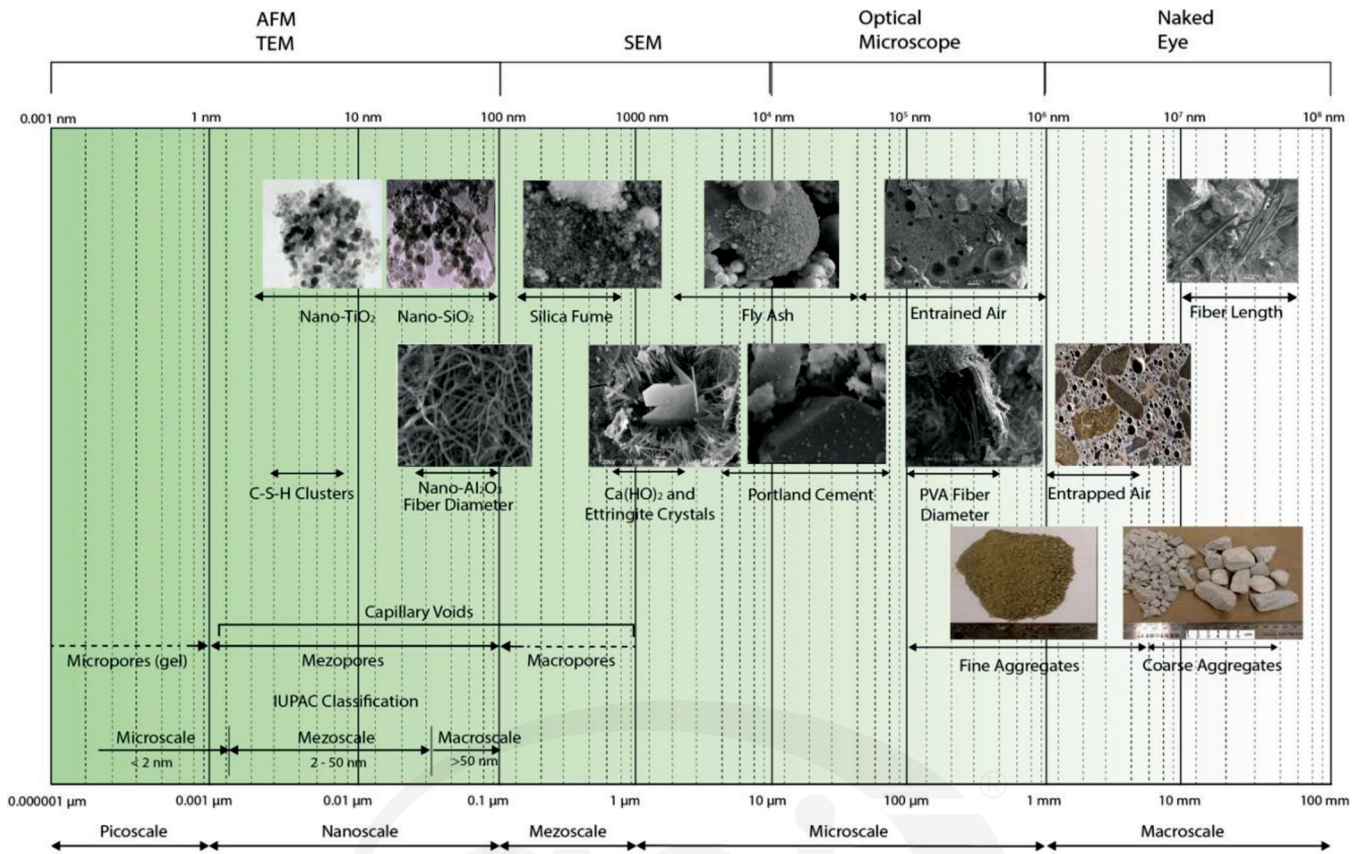 AFM
TEM
SEM
Optical
Microscope
Naked
Eye
0.001 nm
1 nm
10 nm
100 nm
1000 nm
10⁴ nm
10⁵ nm
10⁶ nm
10⁷ nm
10⁸ nm
Nano-TiO₂
Nano-SiO₂
Silica Fume
Fly Ash
Entrained Air
Fiber Length
C-S-H Clusters
Nano-Al₂O₃
Fiber Diameter
Ca(HO)₂ and
Ettringite Crystals
Portland Cement
PVA Fiber
Diameter
Entrapped Air
Capillary Voids
Micropores (gel)
Mezopores
Macropores
Fine Aggregates
Coarse Aggregates
IUPAC Classification
Microscale
< 2 nm
Mezoscale
2 - 50 nm
Macroscale
>50 nm
0.000001 µm
0.001 µm
0.01 µm
0.1 µm
1 µm
10 µm
100 µm
1 mm
10 mm
100 mm
Picoscale
Nanoscale
Mezoscale
Microscale
Macroscale
®